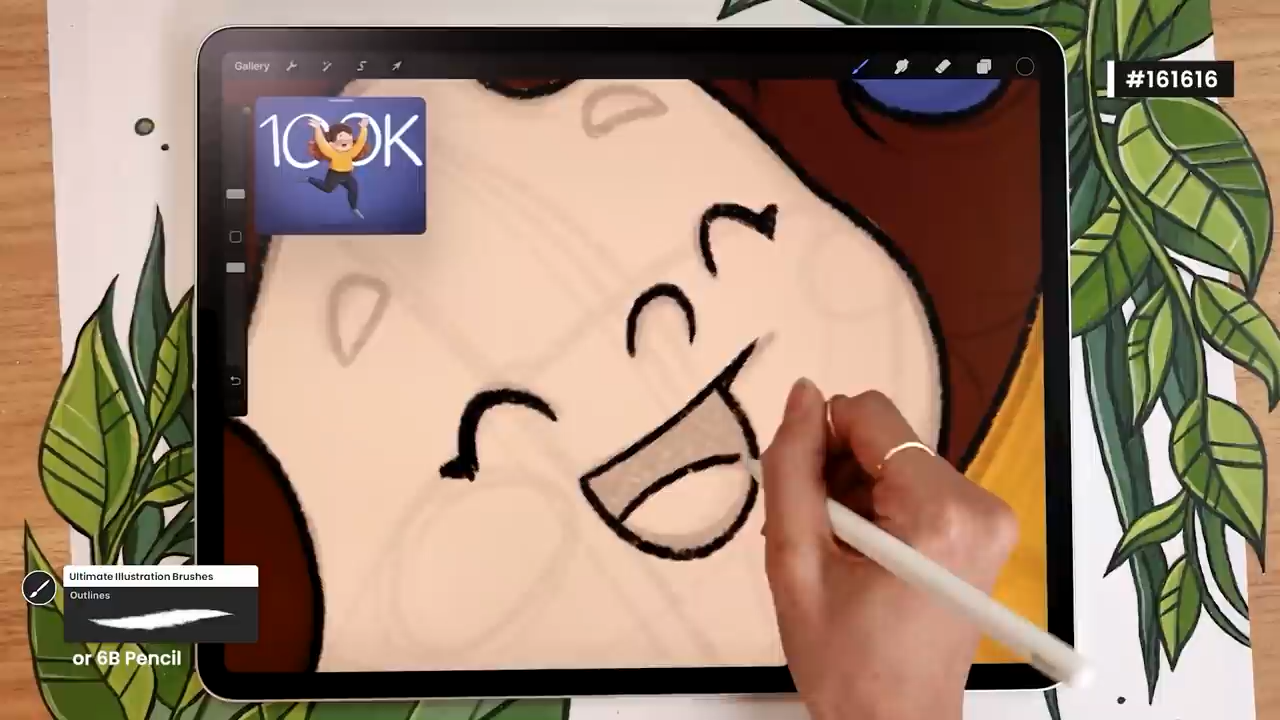 Gallery
#161616
100K
Ultimate Illustration Brushes
Outlines
or 6B Pencil